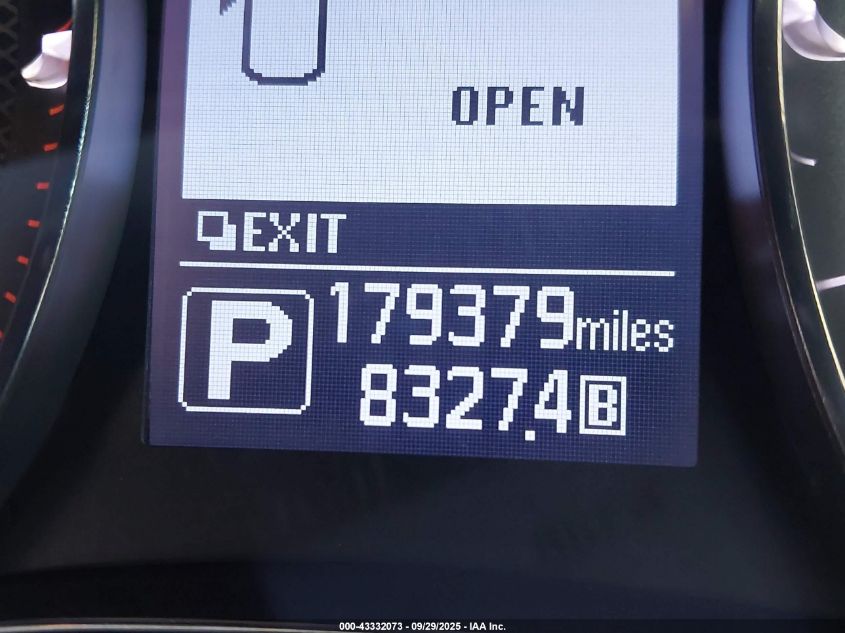 OPEN
EXIT
P
179379miles
8327.4 B
000-43332073 - 09/29/2025 - IAA Inc.